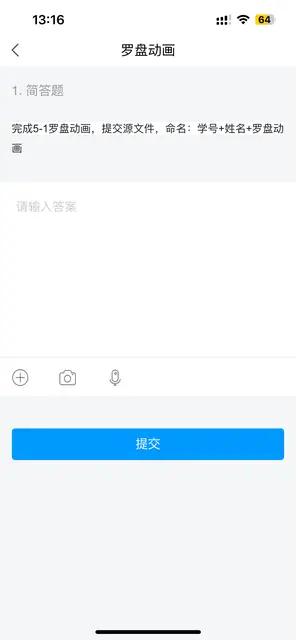 13:16
64
罗盘动画
1. 简答题
完成5-1罗盘动画，提交源文件，命名：学号+姓名+罗盘动
画
请输入答案
提交